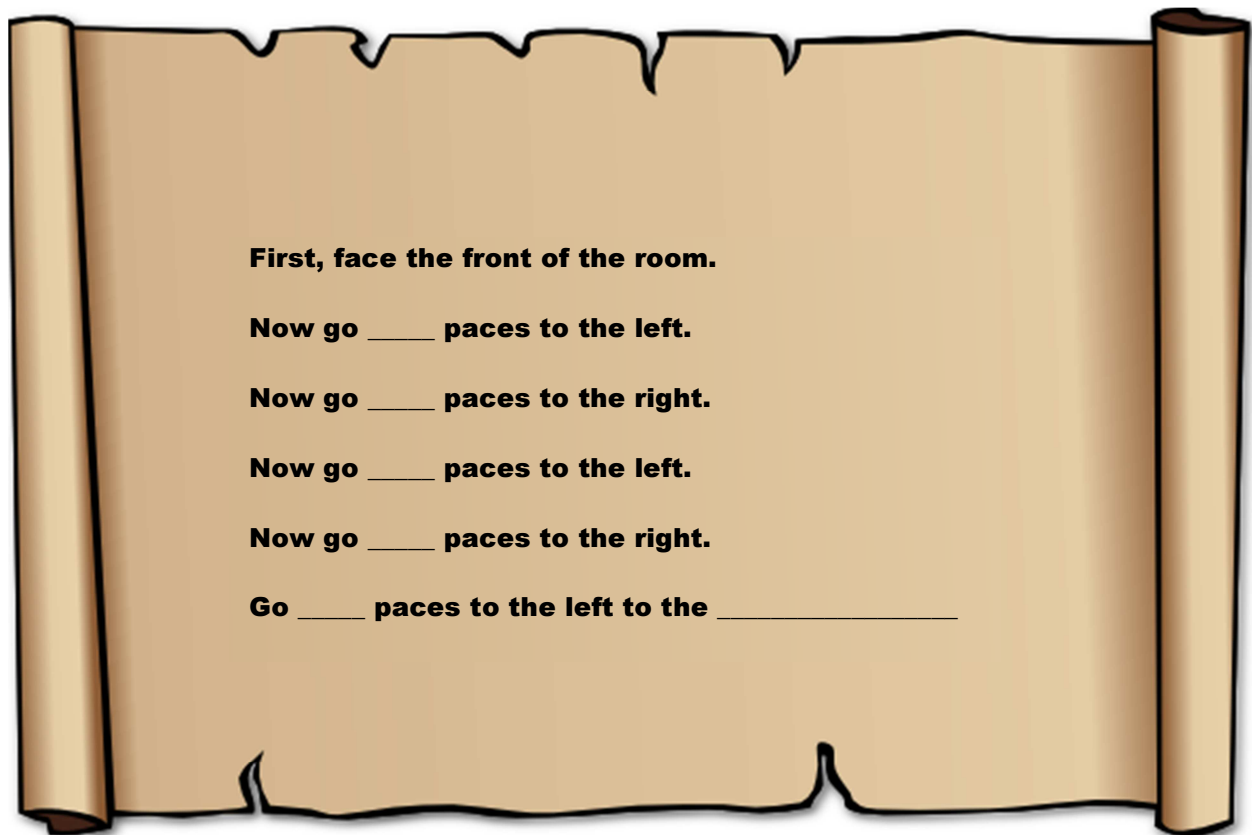 First, face the front of the room.
Now go _____ paces to the left.
Now go _____ paces to the right.
Now go _____ paces to the left.
Now go _____ paces to the right.
Go _____ paces to the left to the __________________